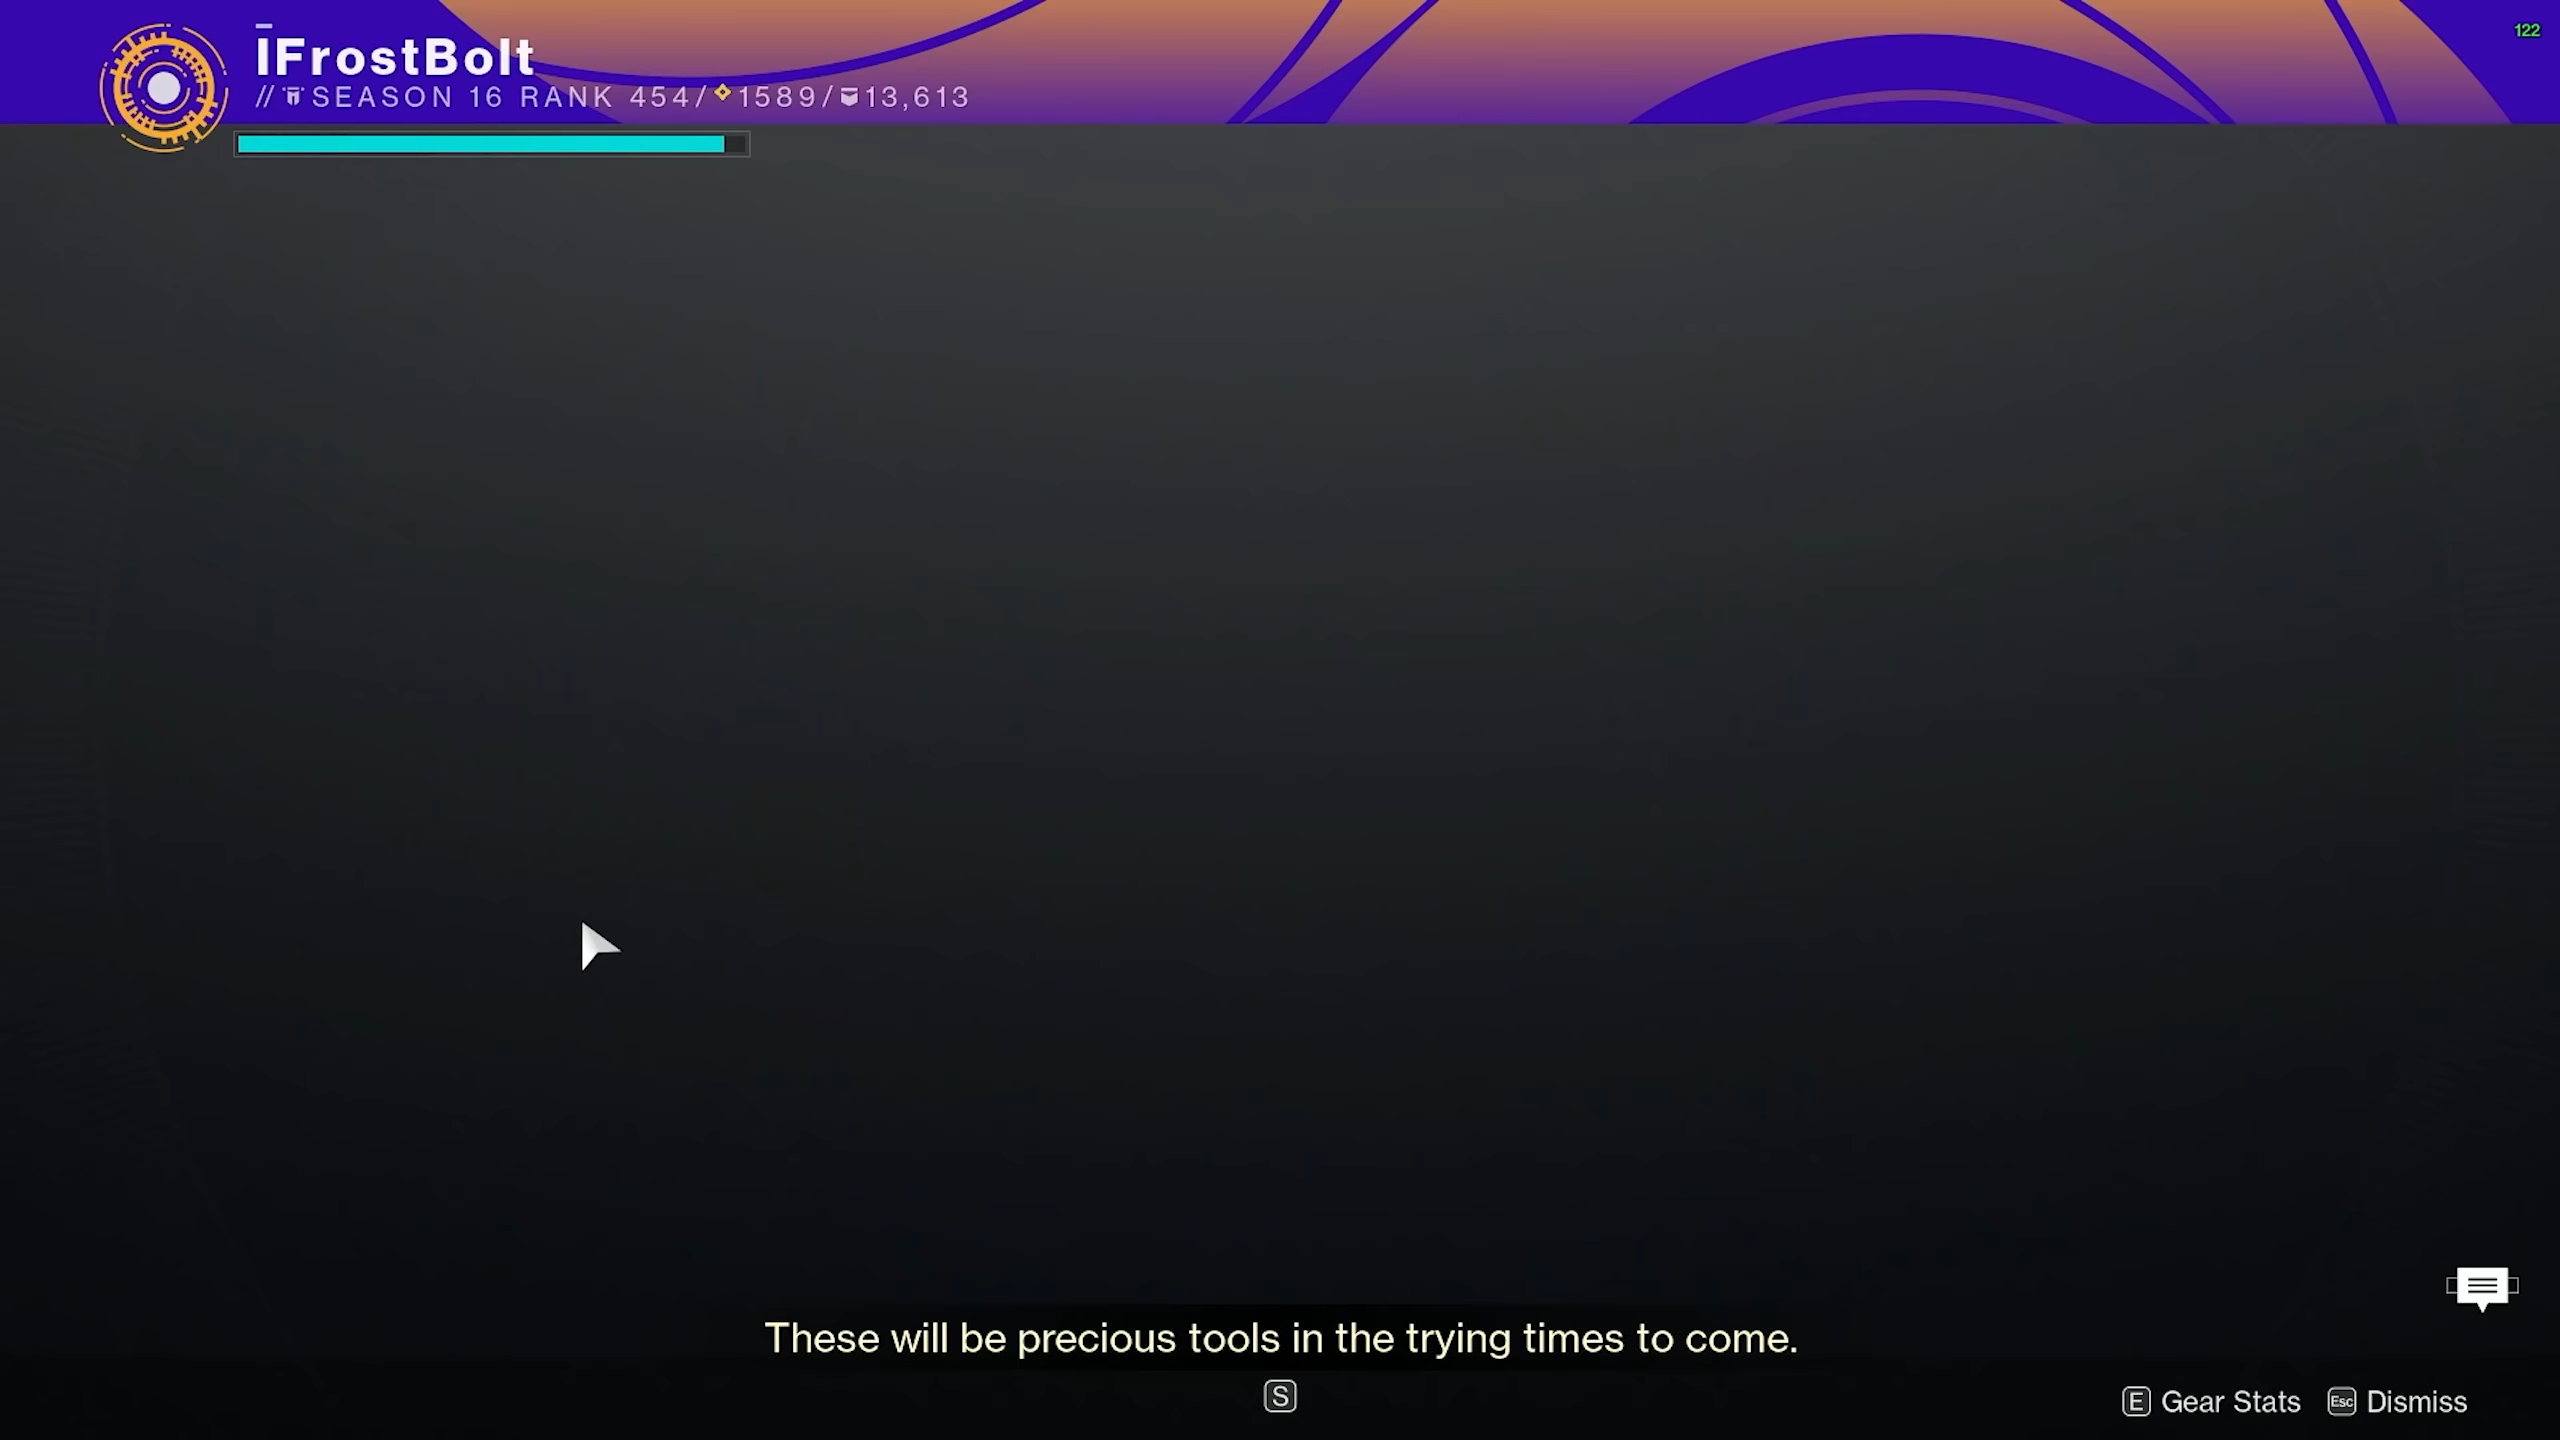 122
ĪFrostBolt
// SEASON 16 RANK 454/1589/13,613
These will be precious tools in the trying times to come.
S
E Gear Stats Esc Dismiss